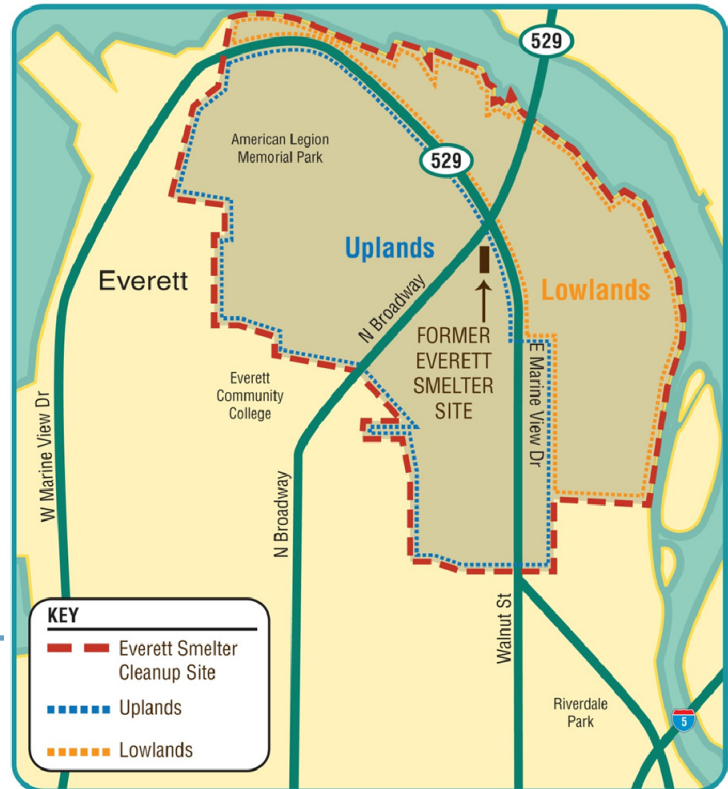 529
American Legion
Memorial Park
529
Uplands
Lowlands
Everett
N Broadway
FORMER
EVERETT
SMELTER
SITE
E Marine View Dr
Everett
Community
College
W Marine View Dr
N Broadway
Walnut St
Riverdale
Park
5
KEY
Everett Smelter
Cleanup Site
Uplands
Lowlands